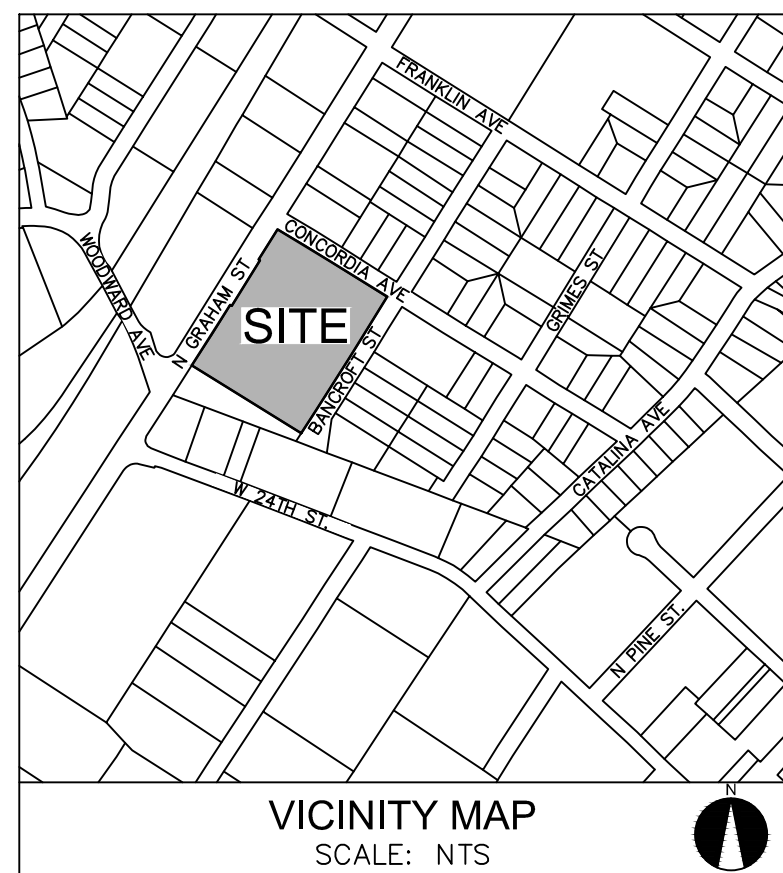 FRANKLIN AVE
CONCORDIA AVE
WOODWARD AVE
N GRAHAM ST
GRIMES ST
SITE
BANCROFT ST
CATALINA AVE
W 24TH ST.
N PINE ST.
VICINITY MAP
SCALE: NTS
N